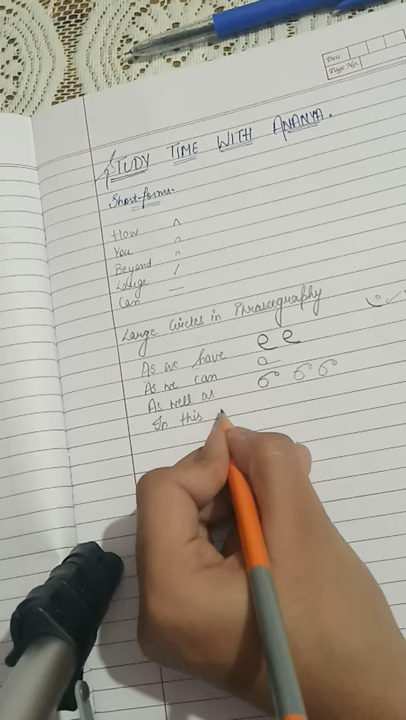 Date:
Page No:
STUDY TIME WITH ANANYA.
Short-forms-
How
You
Beyond
Large
Can
Large Circles in Phraseography
As we have
As we can
As well as
In this